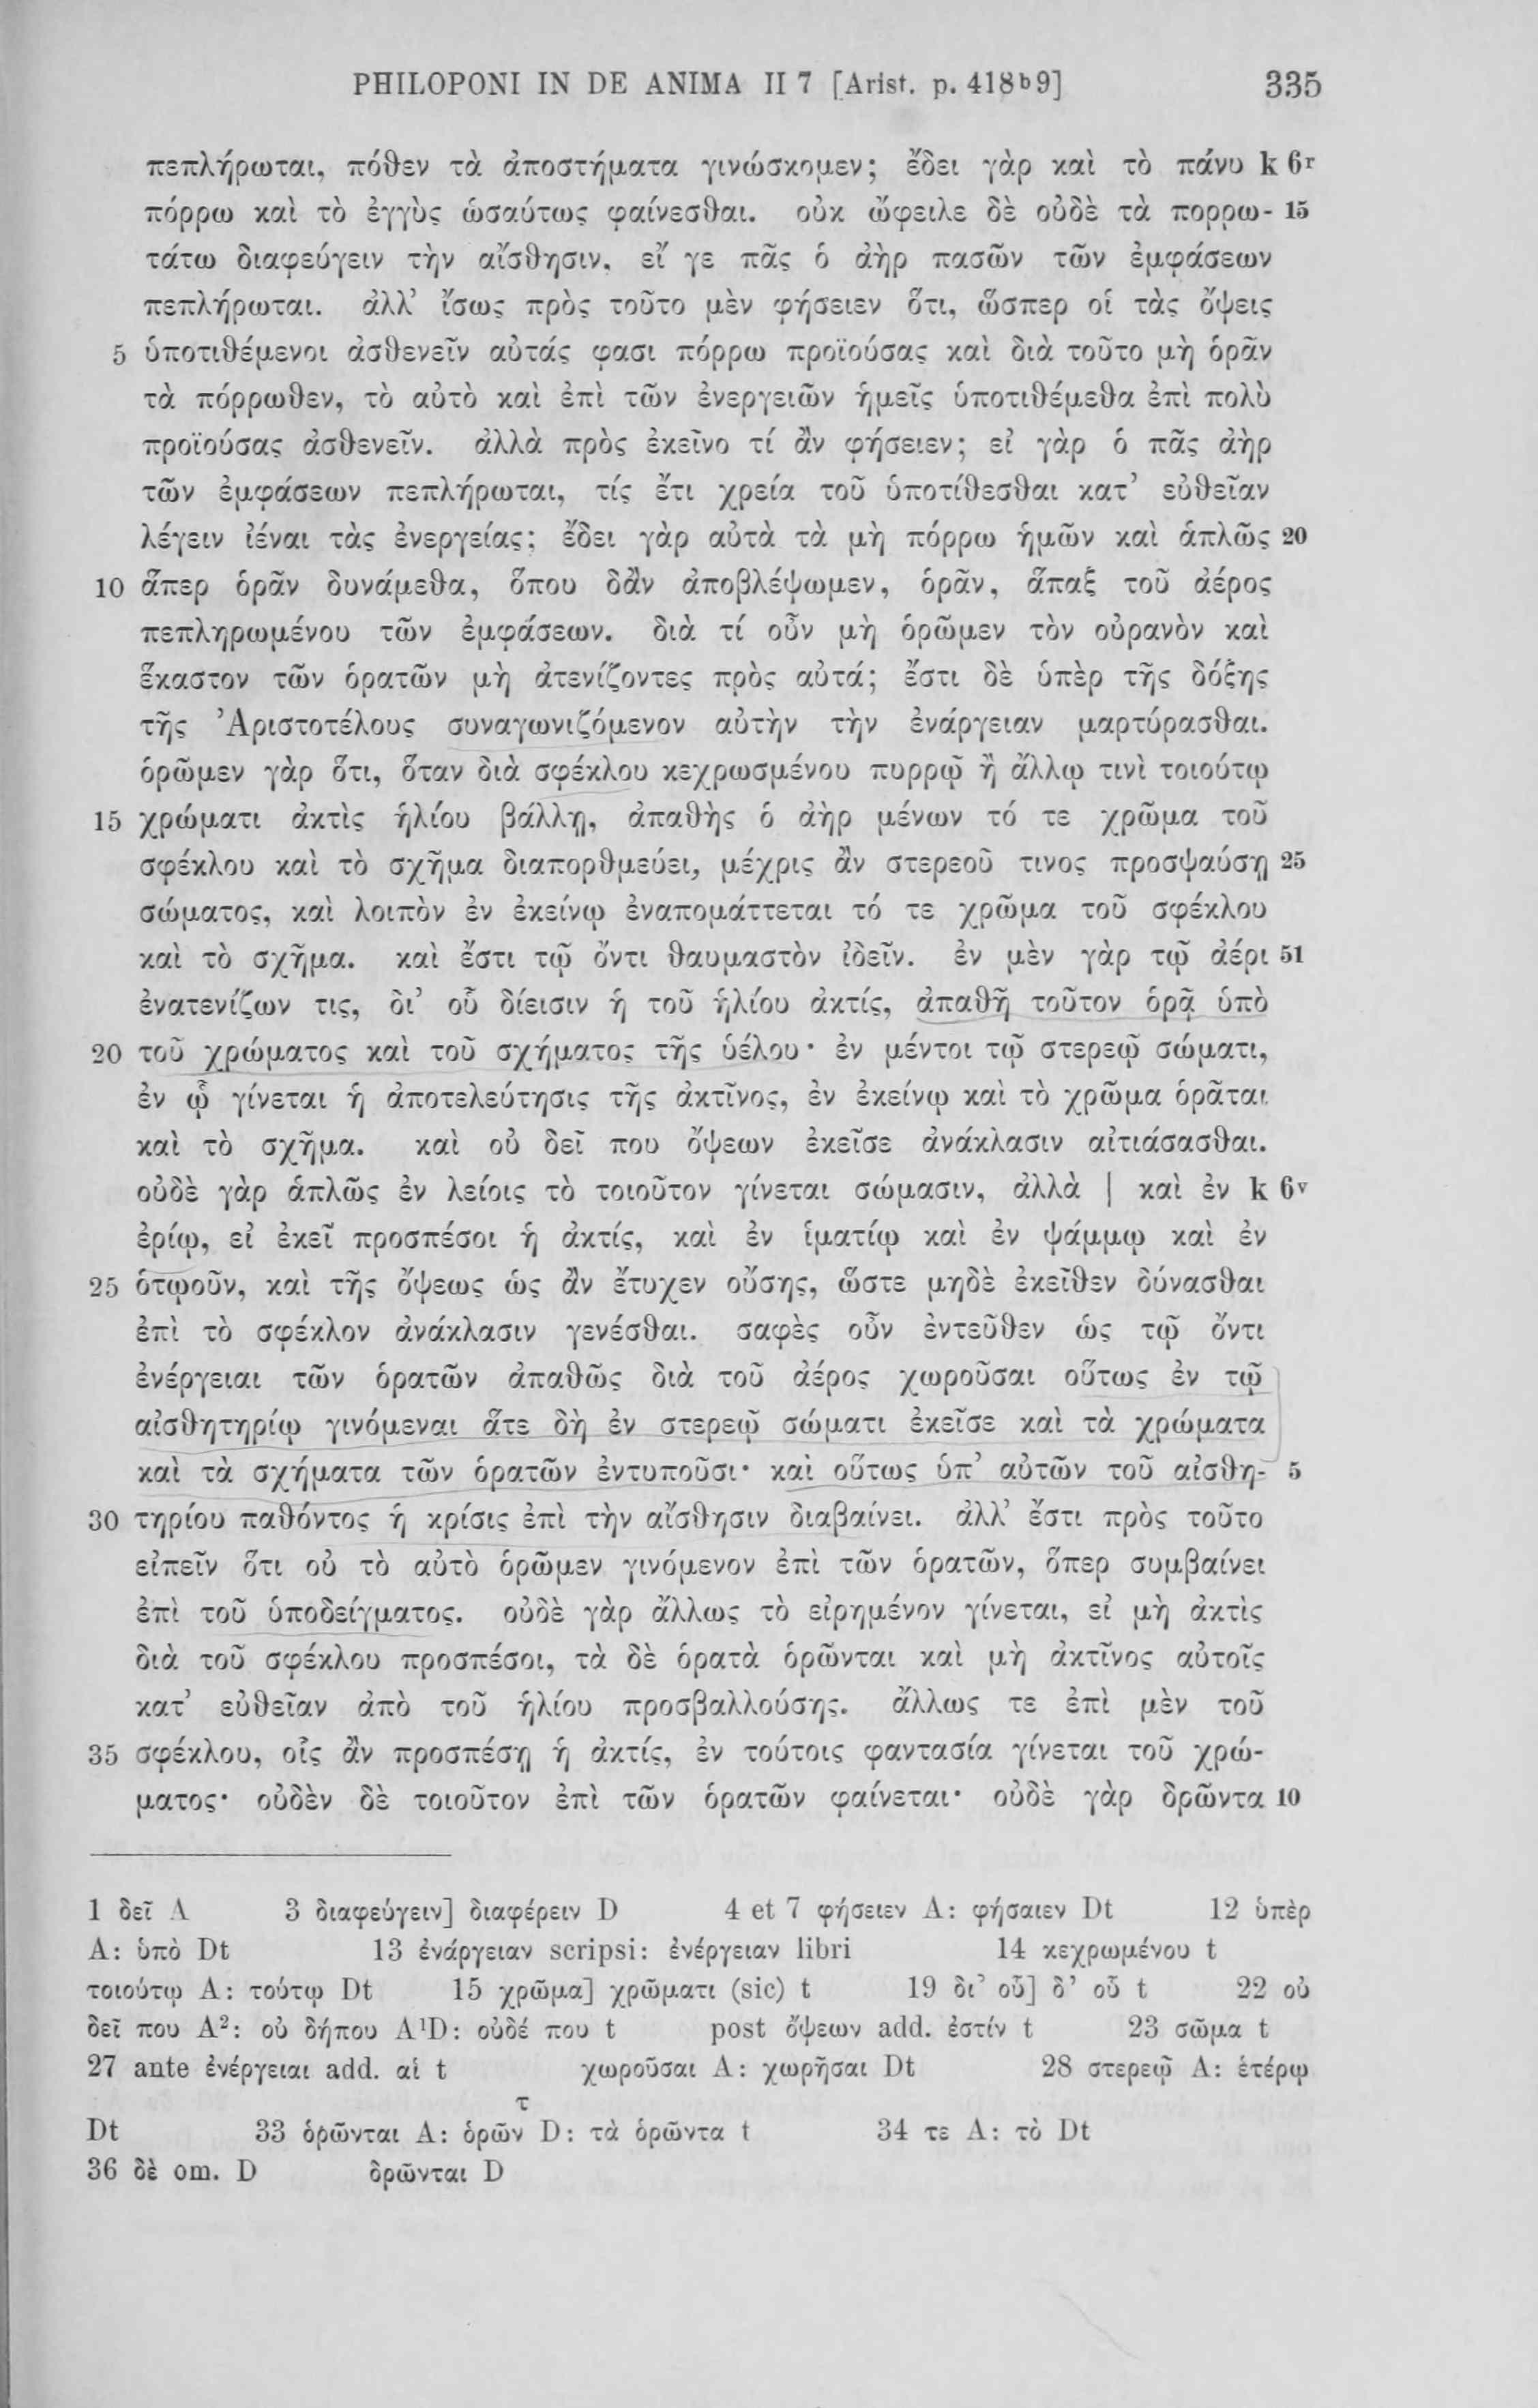 PHILOPONI IN DE ANIMA II 7 [Arist. p. 418b9] 335
πεπλήρωται, πόθεν τὰ ἀποστήματα γινώσκομεν; ἔδει γὰρ καὶ τὸ πάνυ k 6r
πόρρω καὶ τὸ ἐγγὺς ὡσαύτως φαίνεσθαι. οὐκ ὤφειλε δὲ οὐδὲ τὰ πορρω- 15
τάτω διαφεύγειν τὴν αἴσθησιν, εἴ γε πᾶς ὁ ἀὴρ πασῶν τῶν ἐμφάσεων
πεπλήρωται. ἀλλ’ ἴσως πρὸς τοῦτο μὲν φήσειεν ὅτι, ὥσπερ οἱ τὰς ὄψεις
5 ὑποτιθέμενοι ἀσθενεῖν αὐτάς φασι πόρρω προϊούσας καὶ διὰ τοῦτο μὴ ὁρᾶν
τὰ πόρρωθεν, τὸ αὐτὸ καὶ ἐπὶ τῶν ἐνεργειῶν ἡμεῖς ὑποτιθέμεθα ἐπὶ πολὺ
προϊούσας ἀσθενεῖν. ἀλλὰ πρὸς ἐκεῖνο τί ἂν φήσειεν; εἰ γὰρ ὁ πᾶς ἀὴρ
τῶν ἐμφάσεων πεπλήρωται, τίς ἔτι χρεία τοῦ ὑποτίθεσθαι κατ’ εὐθεῖαν
λέγειν ἰέναι τὰς ἐνεργείας; ἔδει γὰρ αὐτὰ τὰ μὴ πόρρω ἡμῶν καὶ ἁπλῶς 20
10 ἅπερ ὁρᾶν δυνάμεθα, ὅπου δἂν ἀποβλέψωμεν, ὁρᾶν, ἅπαξ τοῦ ἀέρος
πεπληρωμένου τῶν ἐμφάσεων. διὰ τί οὖν μὴ ὁρῶμεν τὸν οὐρανὸν καὶ
ἕκαστον τῶν ὁρατῶν μὴ ἀτενίζοντες πρὸς αὐτά; ἔστι δὲ ὑπὲρ τῆς δόξης
τῆς Ἀριστοτέλους συναγωνιζόμενον αὐτὴν τὴν ἐνάργειαν μαρτύρασθαι.
ὁρῶμεν γὰρ ὅτι, ὅταν διὰ σφέκλου κεχρωσμένου πυρρῷ ἢ ἄλλῳ τινὶ τοιούτῳ
15 χρώματι ἀκτὶς ἡλίου βάλλῃ, ἀπαθὴς ὁ ἀὴρ μένων τό τε χρῶμα τοῦ
σφέκλου καὶ τὸ σχῆμα διαπορθμεύει, μέχρις ἂν στερεοῦ τινος προσψαύσῃ 25
σώματος, καὶ λοιπὸν ἐν ἐκείνῳ ἐναπομάττεται τό τε χρῶμα τοῦ σφέκλου
καὶ τὸ σχῆμα. καὶ ἔστι τῷ ὄντι θαυμαστὸν ἰδεῖν. ἐν μὲν γὰρ τῷ ἀέρι 51
ἐνατενίζων τις, δι’ οὗ δίεισιν ἡ τοῦ ἡλίου ἀκτίς, ἀπαθῆ τοῦτον ὁρᾷ ὑπὸ
20 τοῦ χρώματος καὶ τοῦ σχήματος τῆς ὑέλου· ἐν μέντοι τῷ στερεῷ σώματι,
ἐν ᾧ γίνεται ἡ ἀποτελεύτησις τῆς ἀκτῖνος, ἐν ἐκείνῳ καὶ τὸ χρῶμα ὁρᾶται
καὶ τὸ σχῆμα. καὶ οὐ δεῖ που ὄψεων ἐκεῖσε ἀνάκλασιν αἰτιάσασθαι.
οὐδὲ γὰρ ἁπλῶς ἐν λείοις τὸ τοιοῦτον γίνεται σώμασιν, ἀλλὰ | καὶ ἐν k 6v
ἐρίῳ, εἰ ἐκεῖ προσπέσοι ἡ ἀκτίς, καὶ ἐν ἱματίῳ καὶ ἐν ψάμμῳ καὶ ἐν
25 ὁτῳοῦν, καὶ τῆς ὄψεως ὡς ἂν ἔτυχεν οὔσης, ὥστε μηδὲ ἐκεῖθεν δύνασθαι
ἐπὶ τὸ σφέκλον ἀνάκλασιν γενέσθαι. σαφὲς οὖν ἐντεῦθεν ὡς τῷ ὄντι
ἐνέργειαι τῶν ὁρατῶν ἀπαθῶς διὰ τοῦ ἀέρος χωροῦσαι οὕτως ἐν τῷ
αἰσθητηρίῳ γινόμεναι ἅτε δὴ ἐν στερεῷ σώματι ἐκεῖσε καὶ τὰ χρώματα
καὶ τὰ σχήματα τῶν ὁρατῶν ἐντυποῦσι· καὶ οὕτως ὑπ’ αὐτῶν τοῦ αἰσθη- 5
30 τηρίου παθόντος ἡ κρίσις ἐπὶ τὴν αἴσθησιν διαβαίνει. ἀλλ’ ἔστι πρὸς τοῦτο
εἰπεῖν ὅτι οὐ τὸ αὐτὸ ὁρῶμεν γινόμενον ἐπὶ τῶν ὁρατῶν, ὅπερ συμβαίνει
ἐπὶ τοῦ ὑποδείγματος. οὐδὲ γὰρ ἄλλως τὸ εἰρημένον γίνεται, εἰ μὴ ἀκτὶς
διὰ τοῦ σφέκλου προσπέσοι, τὰ δὲ ὁρατὰ ὁρῶνται καὶ μὴ ἀκτῖνος αὐτοῖς
κατ’ εὐθεῖαν ἀπὸ τοῦ ἡλίου προσβαλλούσης. ἄλλως τε ἐπὶ μὲν τοῦ
35 σφέκλου, οἷς ἂν προσπέσῃ ἡ ἀκτίς, ἐν τούτοις φαντασία γίνεται τοῦ χρώ-
ματος· οὐδὲν δὲ τοιοῦτον ἐπὶ τῶν ὁρατῶν φαίνεται· οὐδὲ γὰρ δρῶντα 10
1 δεῖ A 3 διαφεύγειν] διαφέρειν D 4 et 7 φήσειεν A: φήσαιεν Dt 12 ὑπὲρ
A: ὑπὸ Dt 13 ἐνάργειαν scripsi: ἐνέργειαν libri 14 κεχρωμένου t
τοιούτῳ A: τούτῳ Dt 15 χρῶμα] χρῶματι (sic) t 19 δι’ οὗ] δ’ οὗ t 22 οὐ
δεῖ που A²: οὐ δήπου A¹D: οὐδέ που t post ὄψεων add. ἐστίν t 23 σῶμα t
27 ante ἐνέργειαι add. αἱ t χωροῦσαι A: χωρῆσαι Dt 28 στερεῷ A: ἑτέρῳ
τ
Dt 33 ὁρῶνται A: ὁρῶν D: τὰ ὁρῶντα t 34 τε A: τὸ Dt
36 δὲ om. D δρῶνται D